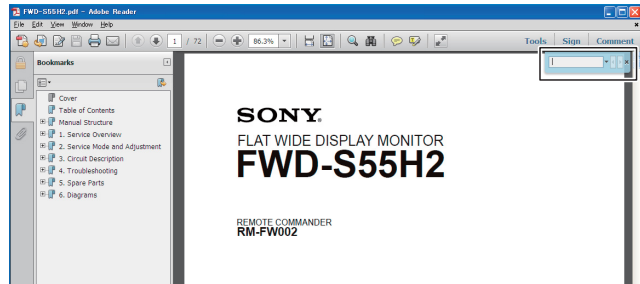 FWD-S55H2.pdf - Adobe Reader
File Edit View Window Help
1 / 72 86.3% Tools Sign Comment
Bookmarks
Cover
Table of Contents
Manual Structure
1. Service Overview
2. Service Mode and Adjustment
3. Circuit Description
4. Troubleshooting
5. Spare Parts
6. Diagrams
SONY®
FLAT WIDE DISPLAY MONITOR
FWD-S55H2
REMOTE COMMANDER
RM-FW002